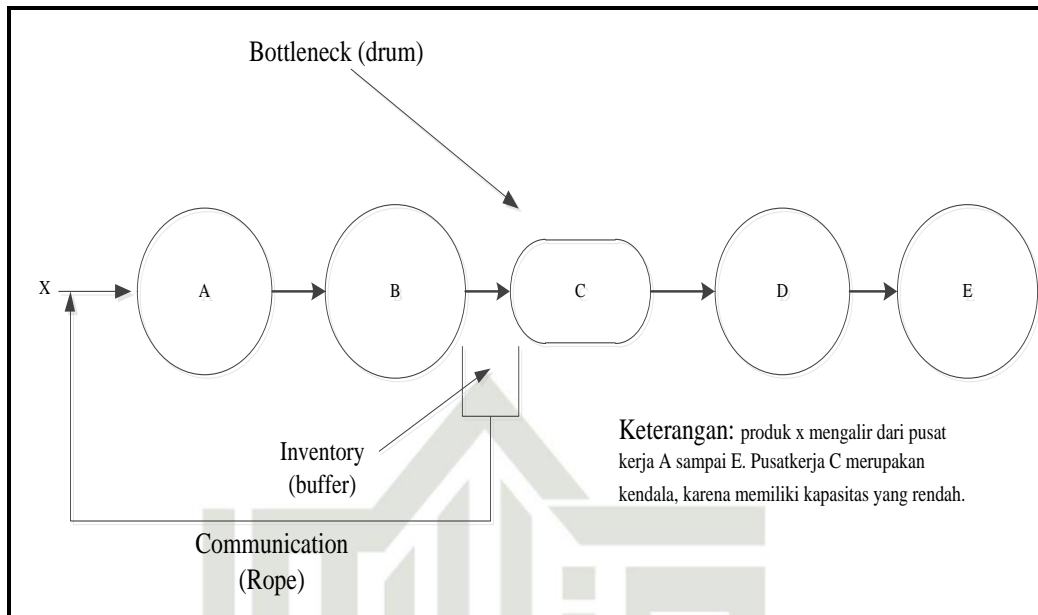 Bottleneck (drum)
X
A
B
C
D
E
Inventory
(buffer)
Keterangan: produk x mengalir dari pusat
kerja A sampai E. Pusatkerja C merupakan
kendala, karena memiliki kapasitas yang rendah.
Communication
(Rope)